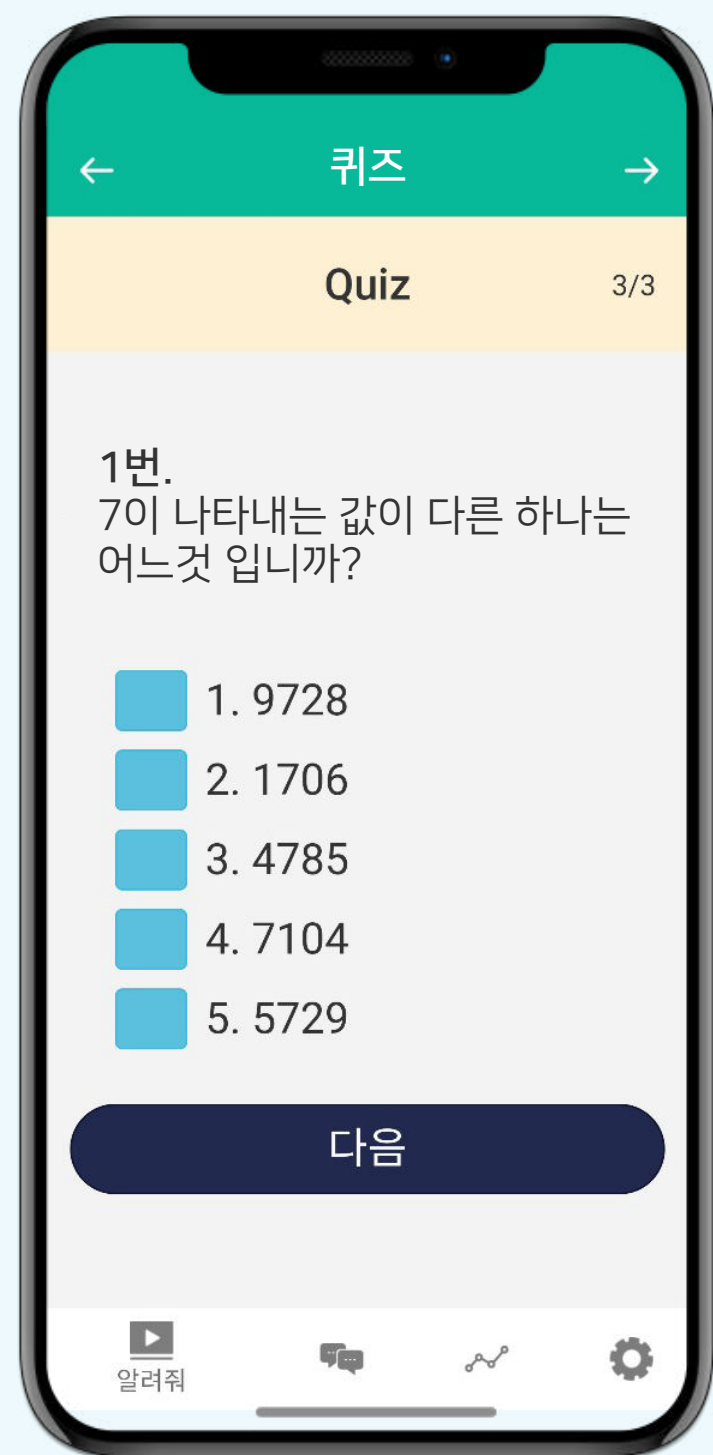 퀴즈
Quiz 3/3
1번.
7이 나타내는 값이 다른 하나는
어느것 입니까?
1. 9728
2. 1706
3. 4785
4. 7104
5. 5729
다음
알려줘